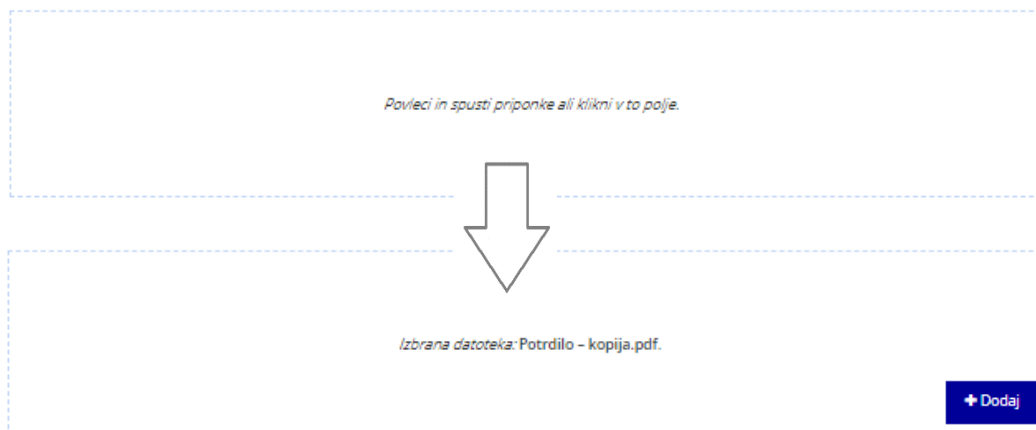 Povleci in spusti priponke ali klikni v to polje.
Izbrana datoteka: Potrdilo – kopija.pdf.
+ Dodaj